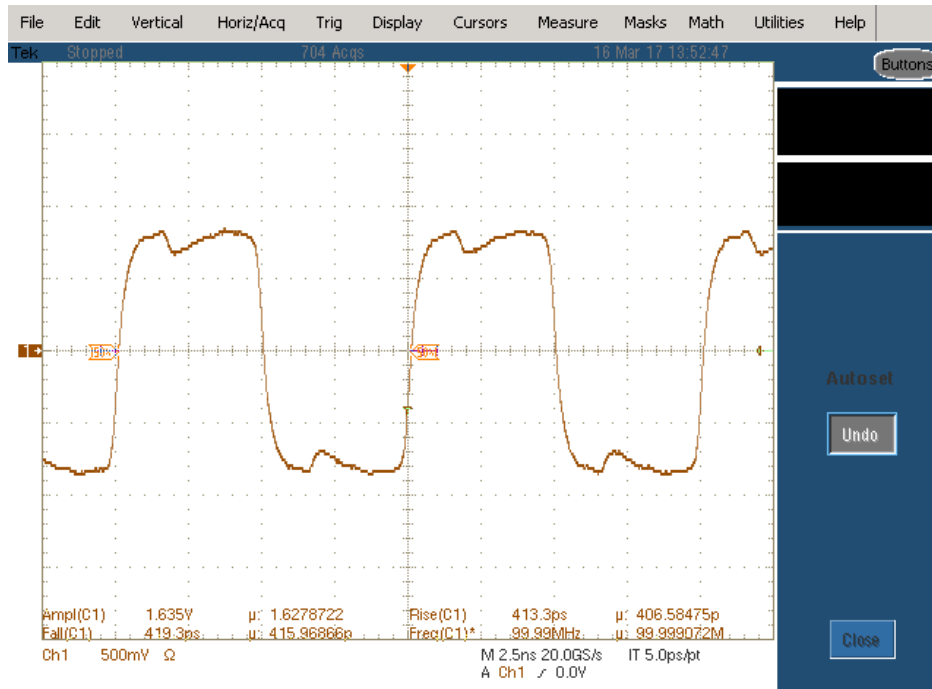 File Edit Vertical Horiz/Acq Trig Display Cursors Measure Masks Math Utilities Help
Tek Stopped 704 Acqs 16 Mar 17 13:52:47
Buttons
1
Autoset
Undo
Ampl(C1) 1.635V µ: 1.6278722 Rise(C1) 413.3ps µ: 406.58475p
Fall(C1) 419.3ps µ: 415.96866p Freq(C1)* 99.99MHz µ: 99.999072M
Close
Ch1 500mV Ω M 2.5ns 20.0GS/s IT 5.0ps/pt
A Ch1 0.0V